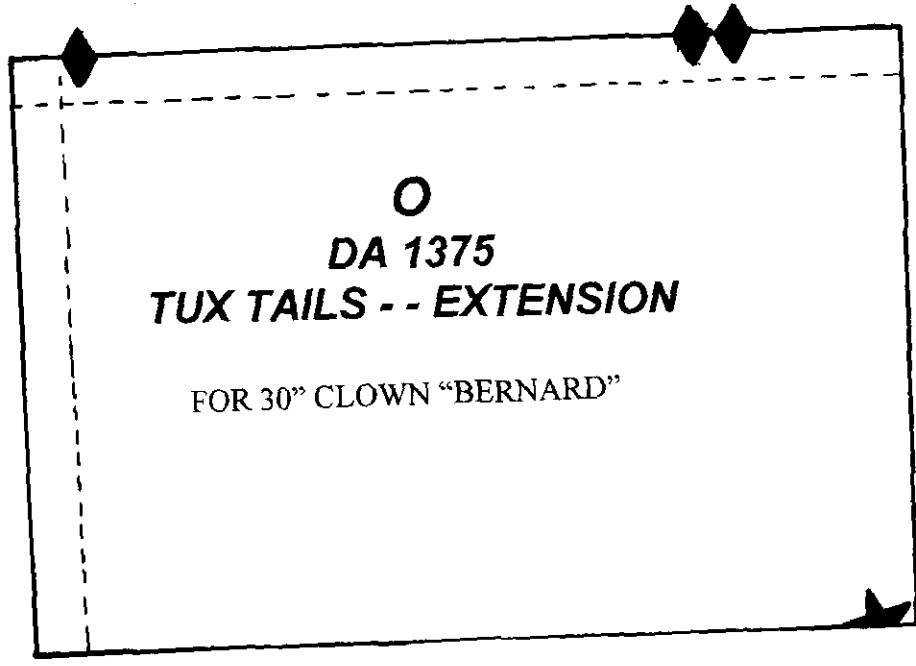 O
DA 1375
TUX TAILS - - EXTENSION
FOR 30” CLOWN “BERNARD”